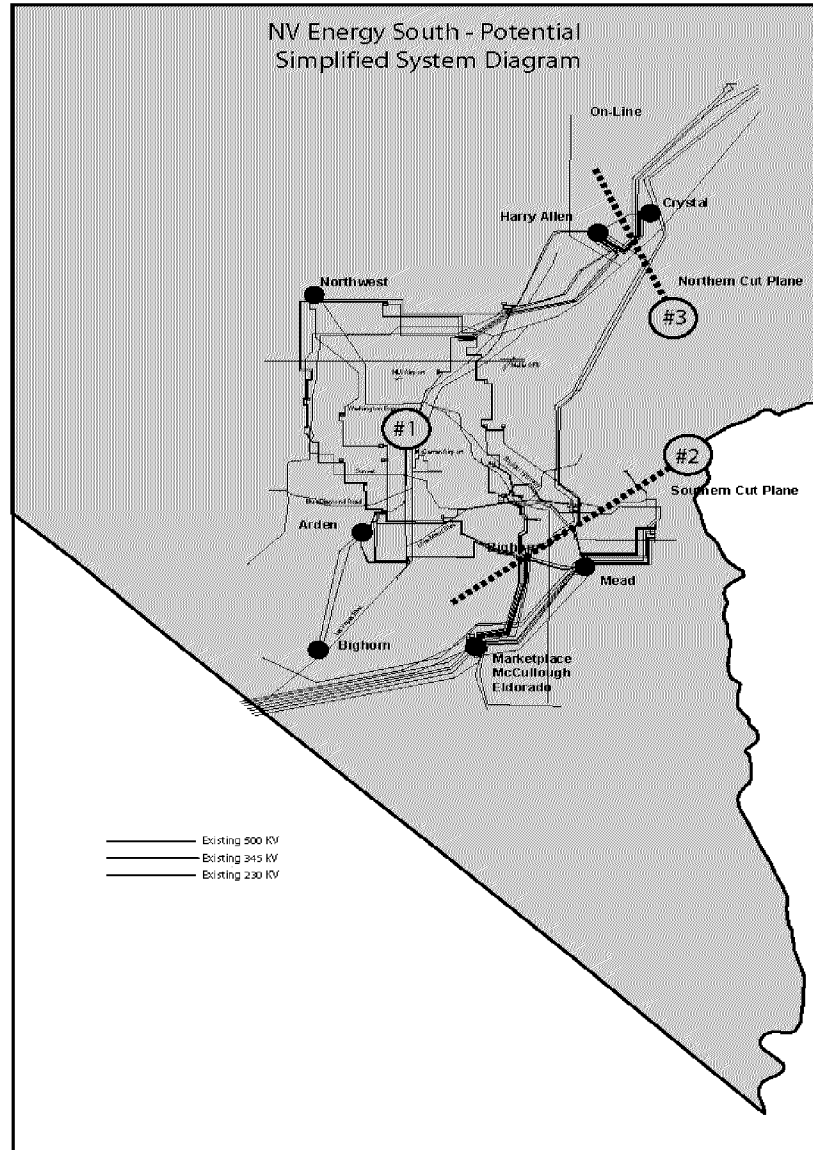 NV Energy South - Potential
Simplified System Diagram
On-Line
Crystal
Harry Allen
Northwest
Northern Cut Plane
#3
#1
#2
Southern Cut Plane
Arden
Mead
Bighorn
Marketplace
McCullough
Eldorado
Existing 500 KV
Existing 345 KV
Existing 230 KV